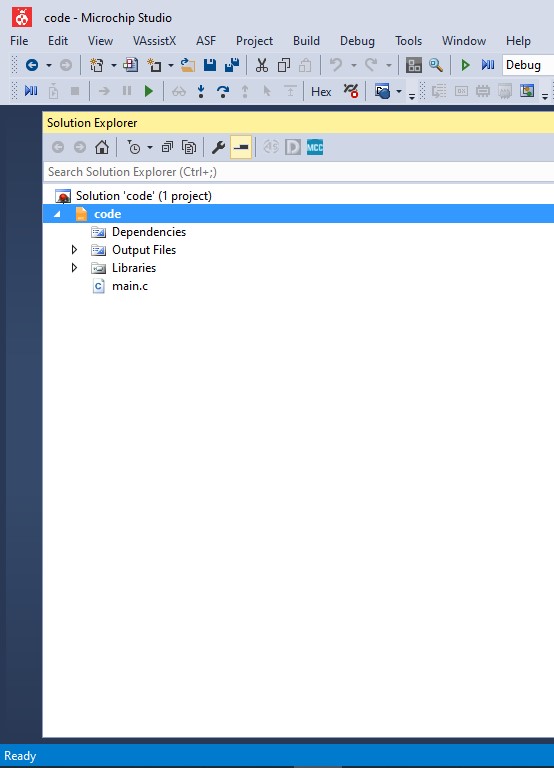 code - Microchip Studio
File Edit View VAssistX ASF Project Build Debug Tools Window Help
Debug
Hex
Solution Explorer
MCC
Search Solution Explorer (Ctrl+;)
Solution 'code' (1 project)
code
Dependencies
Output Files
Libraries
C main.c
Ready